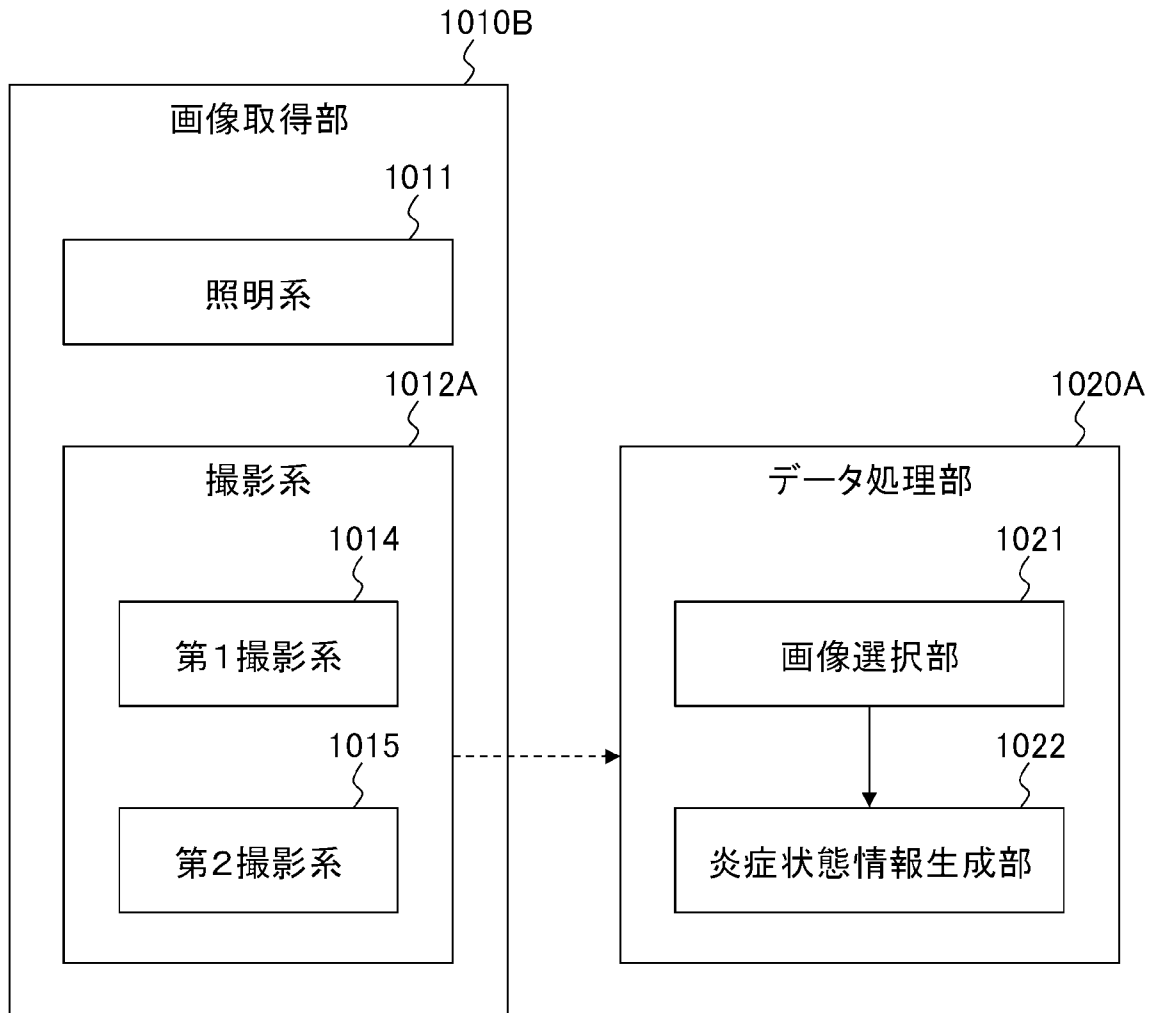 1010B
画像取得部
1011
照明系
1012A
撮影系
1014
第1撮影系
1015
第2撮影系
1020A
データ処理部
1021
画像選択部
1022
炎症状態情報生成部